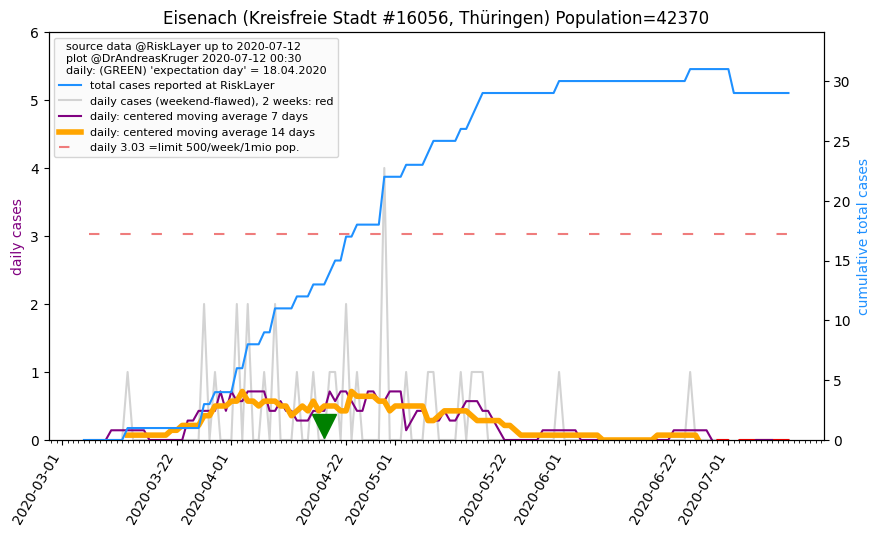 Eisenach (Kreisfreie Stadt #16056, Thüringen) Population=42370
source data @RiskLayer up to 2020-07-12
plot @DrAndreasKruger 2020-07-12 00:30
daily: (GREEN) 'expectation day' = 18.04.2020
total cases reported at RiskLayer
daily cases (weekend-flawed), 2 weeks: red
daily: centered moving average 7 days
daily: centered moving average 14 days
daily 3.03 =limit 500/week/1mio pop.
daily cases
6
5
4
3
2
1
0
cumulative total cases
30
25
20
15
10
5
0
2020-03-01
2020-03-22
2020-04-01
2020-04-22
2020-05-01
2020-05-22
2020-06-01
2020-06-22
2020-07-01